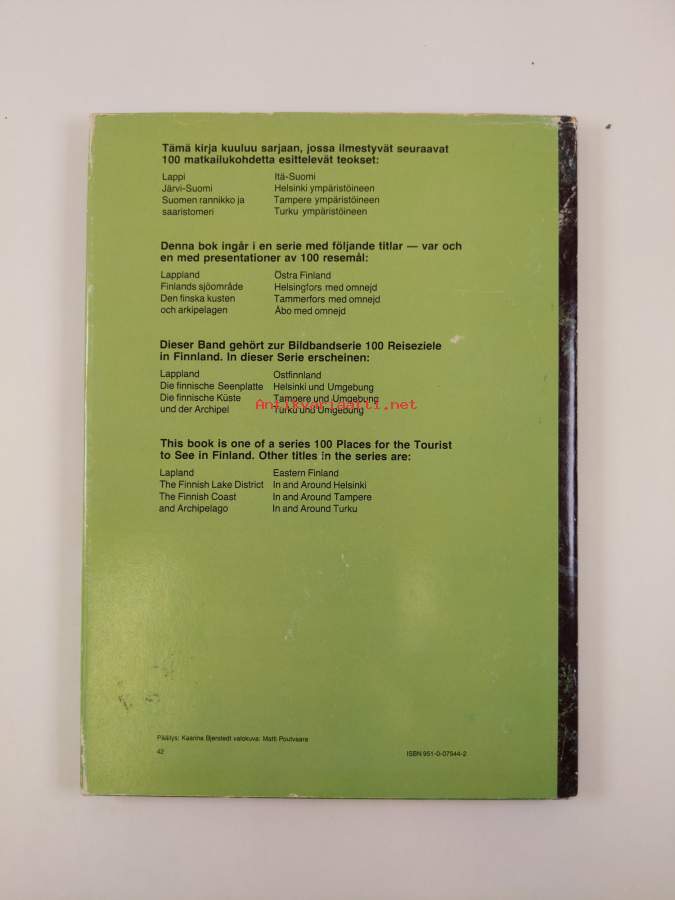 Tämä kirja kuuluu sarjaan, jossa ilmestyvät seuraavat
100 matkailukohdetta esittelevät teokset:
Lappi Itä-Suomi
Järvi-Suomi Helsinki ympäristöineen
Suomen rannikko ja Tampere ympäristöineen
saaristomeri Turku ympäristöineen
Denna bok ingår i en serie med följande titlar — var och
en med presentationer av 100 resemål:
Lappland Östra Finland
Finlands sjöområde Helsingfors med omnejd
Den finska kusten Tammerfors med omnejd
och arkipelagen Åbo med omnejd
Dieser Band gehört zur Bildbandserie 100 Reiseziele
in Finnland. In dieser Serie erscheinen:
Lappland Ostfinnland
Die finnische Seenplatte Helsinki und Umgebung
Die finnische Küste Tampere und Umgebung
und der Archipel Turku und Umgebung
Antikvariaatti.net
This book is one of a series 100 Places for the Tourist
to See in Finland. Other titles in the series are:
Lapland Eastern Finland
The Finnish Lake District In and Around Helsinki
The Finnish Coast In and Around Tampere
and Archipelago In and Around Turku
Päällys: Kaarina Bjerstedt valokuva: Matti Poutvaara
42 ISBN 951-0-07544-2